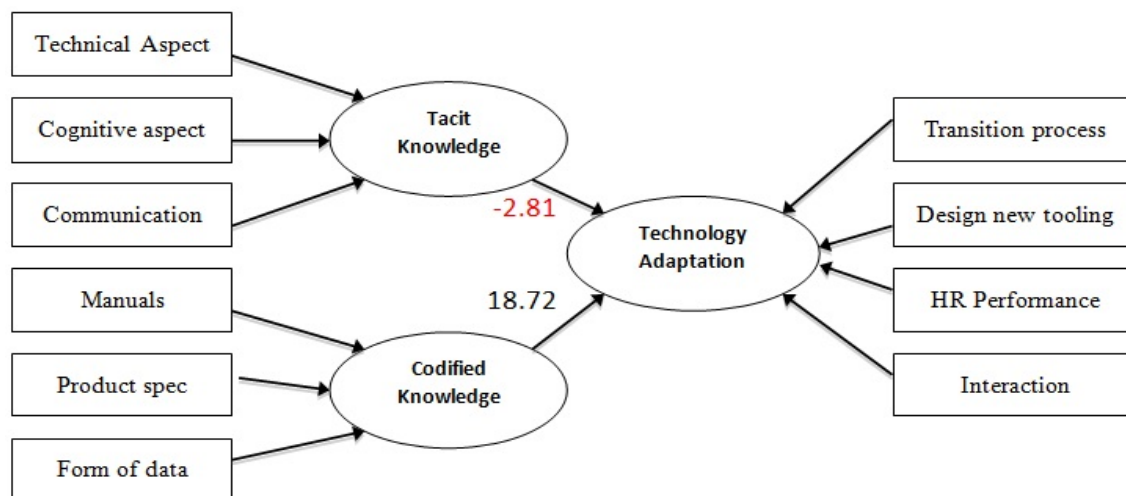 Technical Aspect
Cognitive aspect
Communication
Manuals
Product spec
Form of data
Tacit
Knowledge
-2.81
18.72
Codified
Knowledge
Technology
Adaptation
Transition process
Design new tooling
HR Performance
Interaction